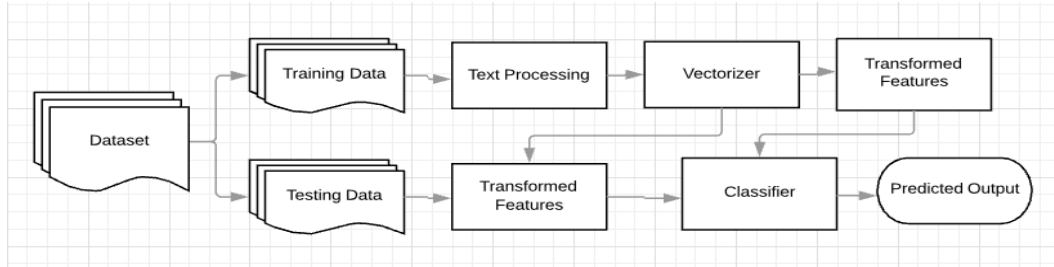 Training Data
Text Processing
Vectorizer
Transformed
Features
Dataset
Testing Data
Transformed
Features
Classifier
Predicted Output